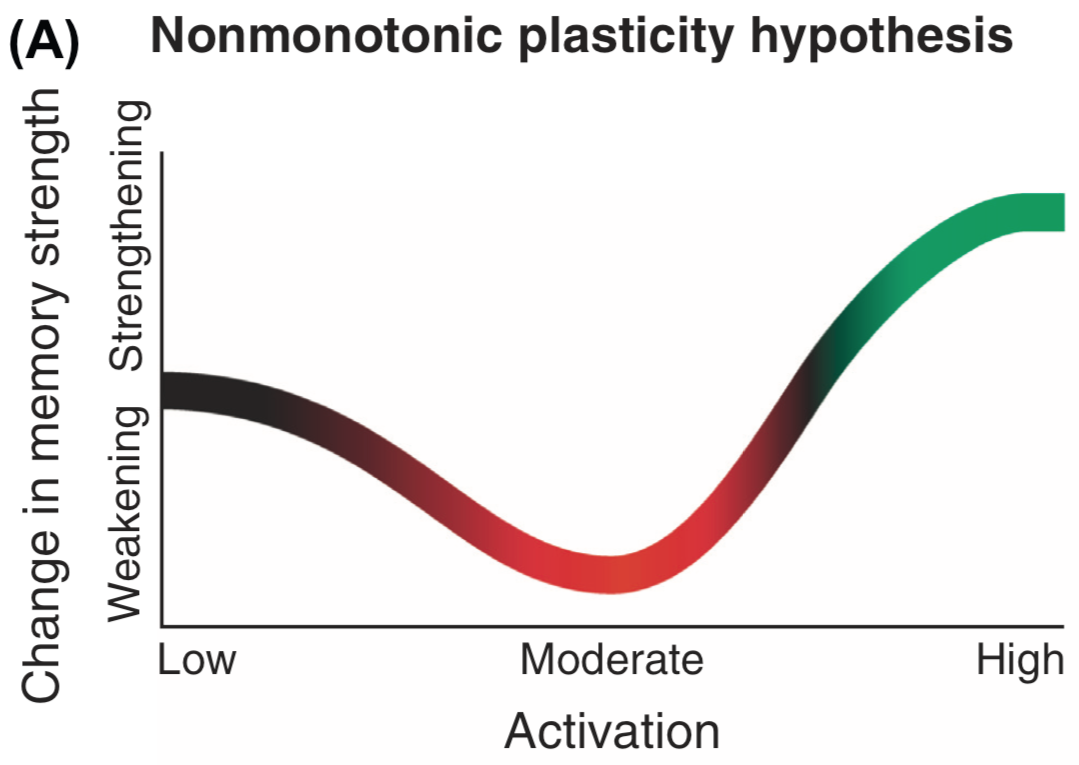 (A) Nonmonotonic plasticity hypothesis
Change in memory strength
Strengthening
Weakening
Low Moderate High
Activation